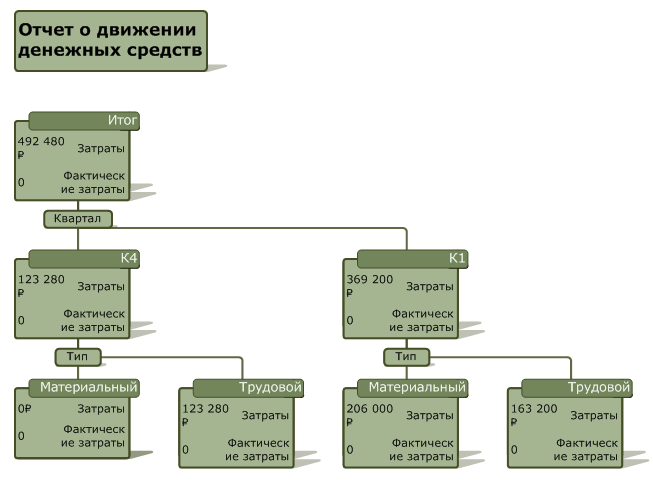 Отчет о движении
денежных средств
Итог
492 480
₽
Затраты
0
Фактическ
ие затраты
Квартал
К4
123 280
₽
Затраты
0
Фактическ
ие затраты
К1
369 200
₽
Затраты
0
Фактическ
ие затраты
Тип
Тип
Материальный
0₽
Затраты
0
Фактическ
ие затраты
Трудовой
123 280
₽
Затраты
0
Фактическ
ие затраты
Материальный
206 000
₽
Затраты
0
Фактическ
ие затраты
Трудовой
163 200
₽
Затраты
0
Фактическ
ие затраты